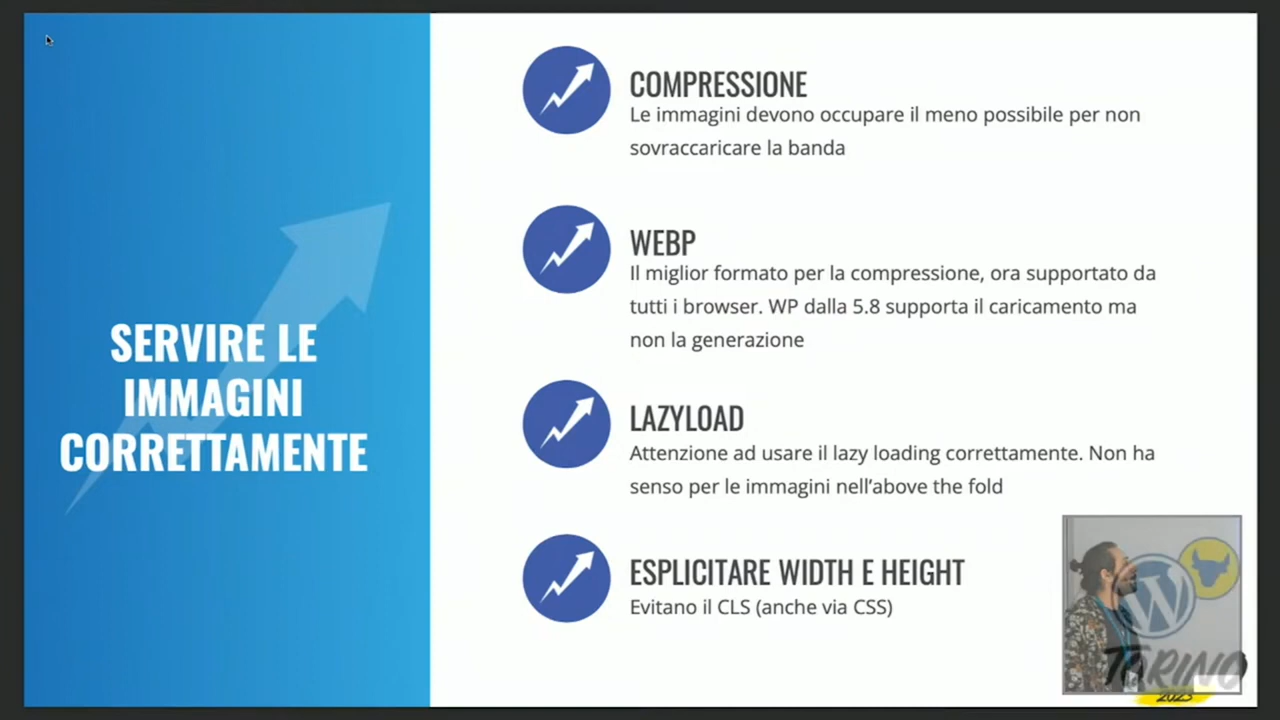 SERVIRE LE
IMMAGINI
CORRETTAMENTE
COMPRESSIONE
Le immagini devono occupare il meno possibile per non
sovraccaricare la banda
WEBP
Il miglior formato per la compressione, ora supportato da
tutti i browser. WP dalla 5.8 supporta il caricamento ma
non la generazione
LAZYLOAD
Attenzione ad usare il lazy loading correttamente. Non ha
senso per le immagini nell'above the fold
ESPLICITARE WIDTH E HEIGHT
Evitano il CLS (anche via CSS)
TORINO
2023